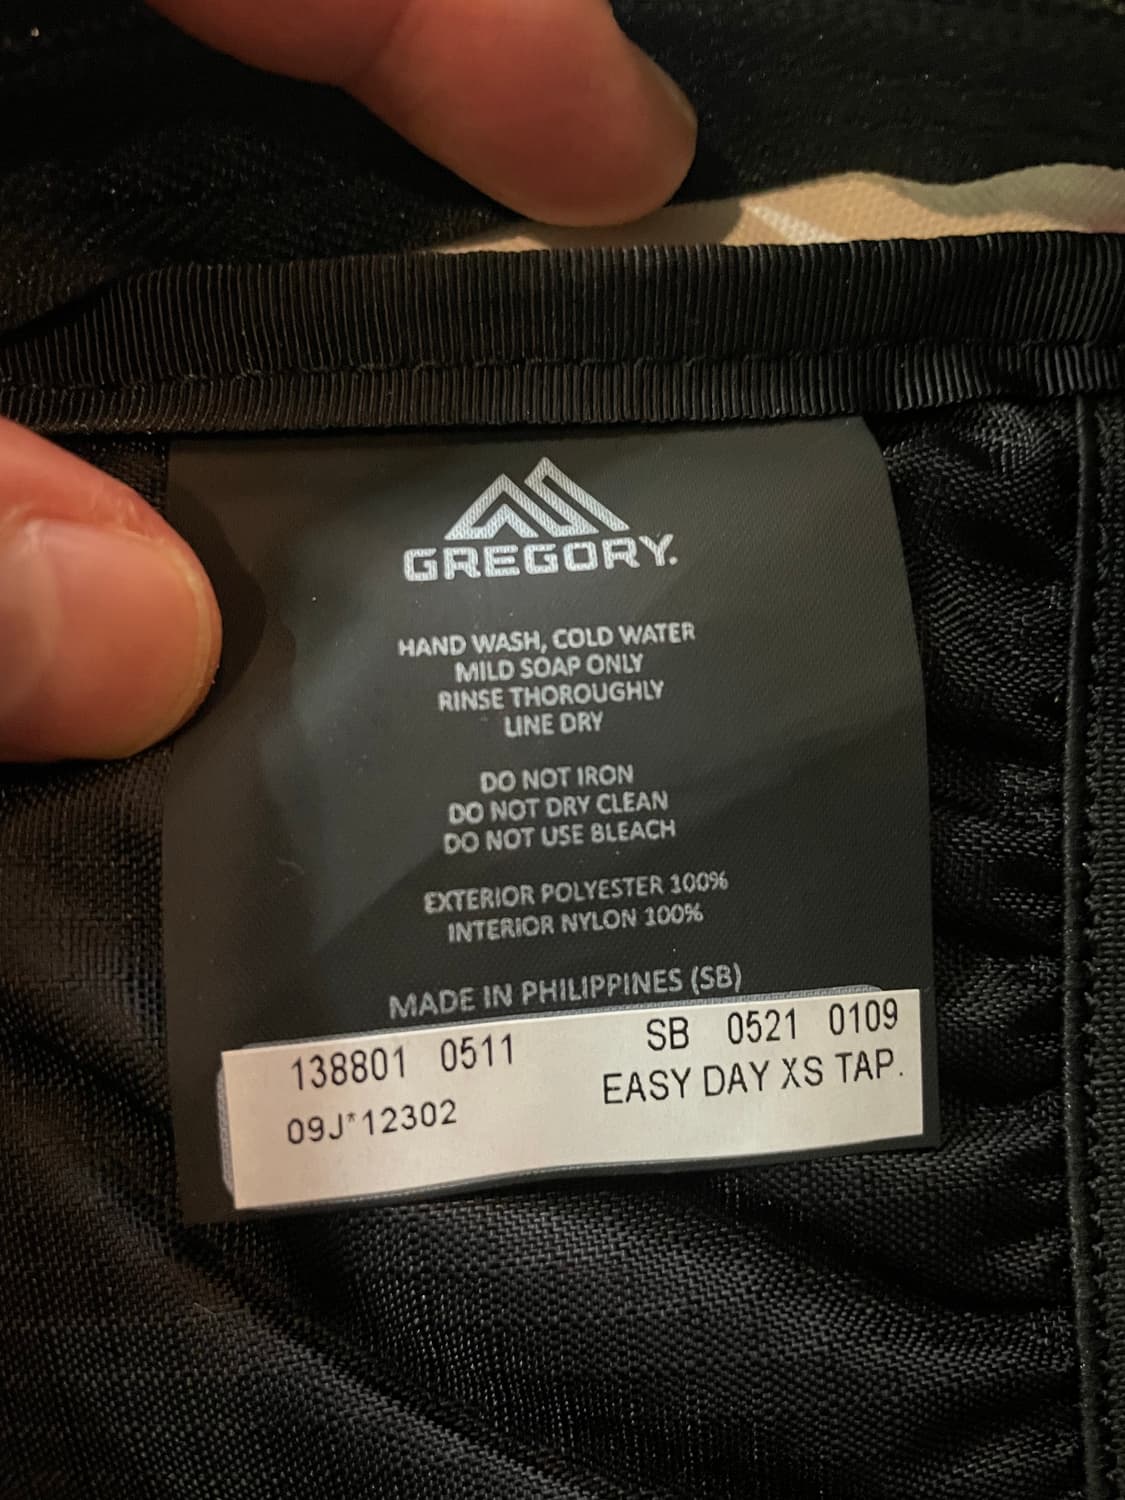 GREGORY.
HAND WASH, COLD WATER
MILD SOAP ONLY
RINSE THOROUGHLY
LINE DRY
DO NOT IRON
DO NOT DRY CLEAN
DO NOT USE BLEACH
EXTERIOR POLYESTER 100%
INTERIOR NYLON 100%
MADE IN PHILIPPINES (SB)
138801 0511 SB 0521 0109
09J*12302 EASY DAY XS TAP.